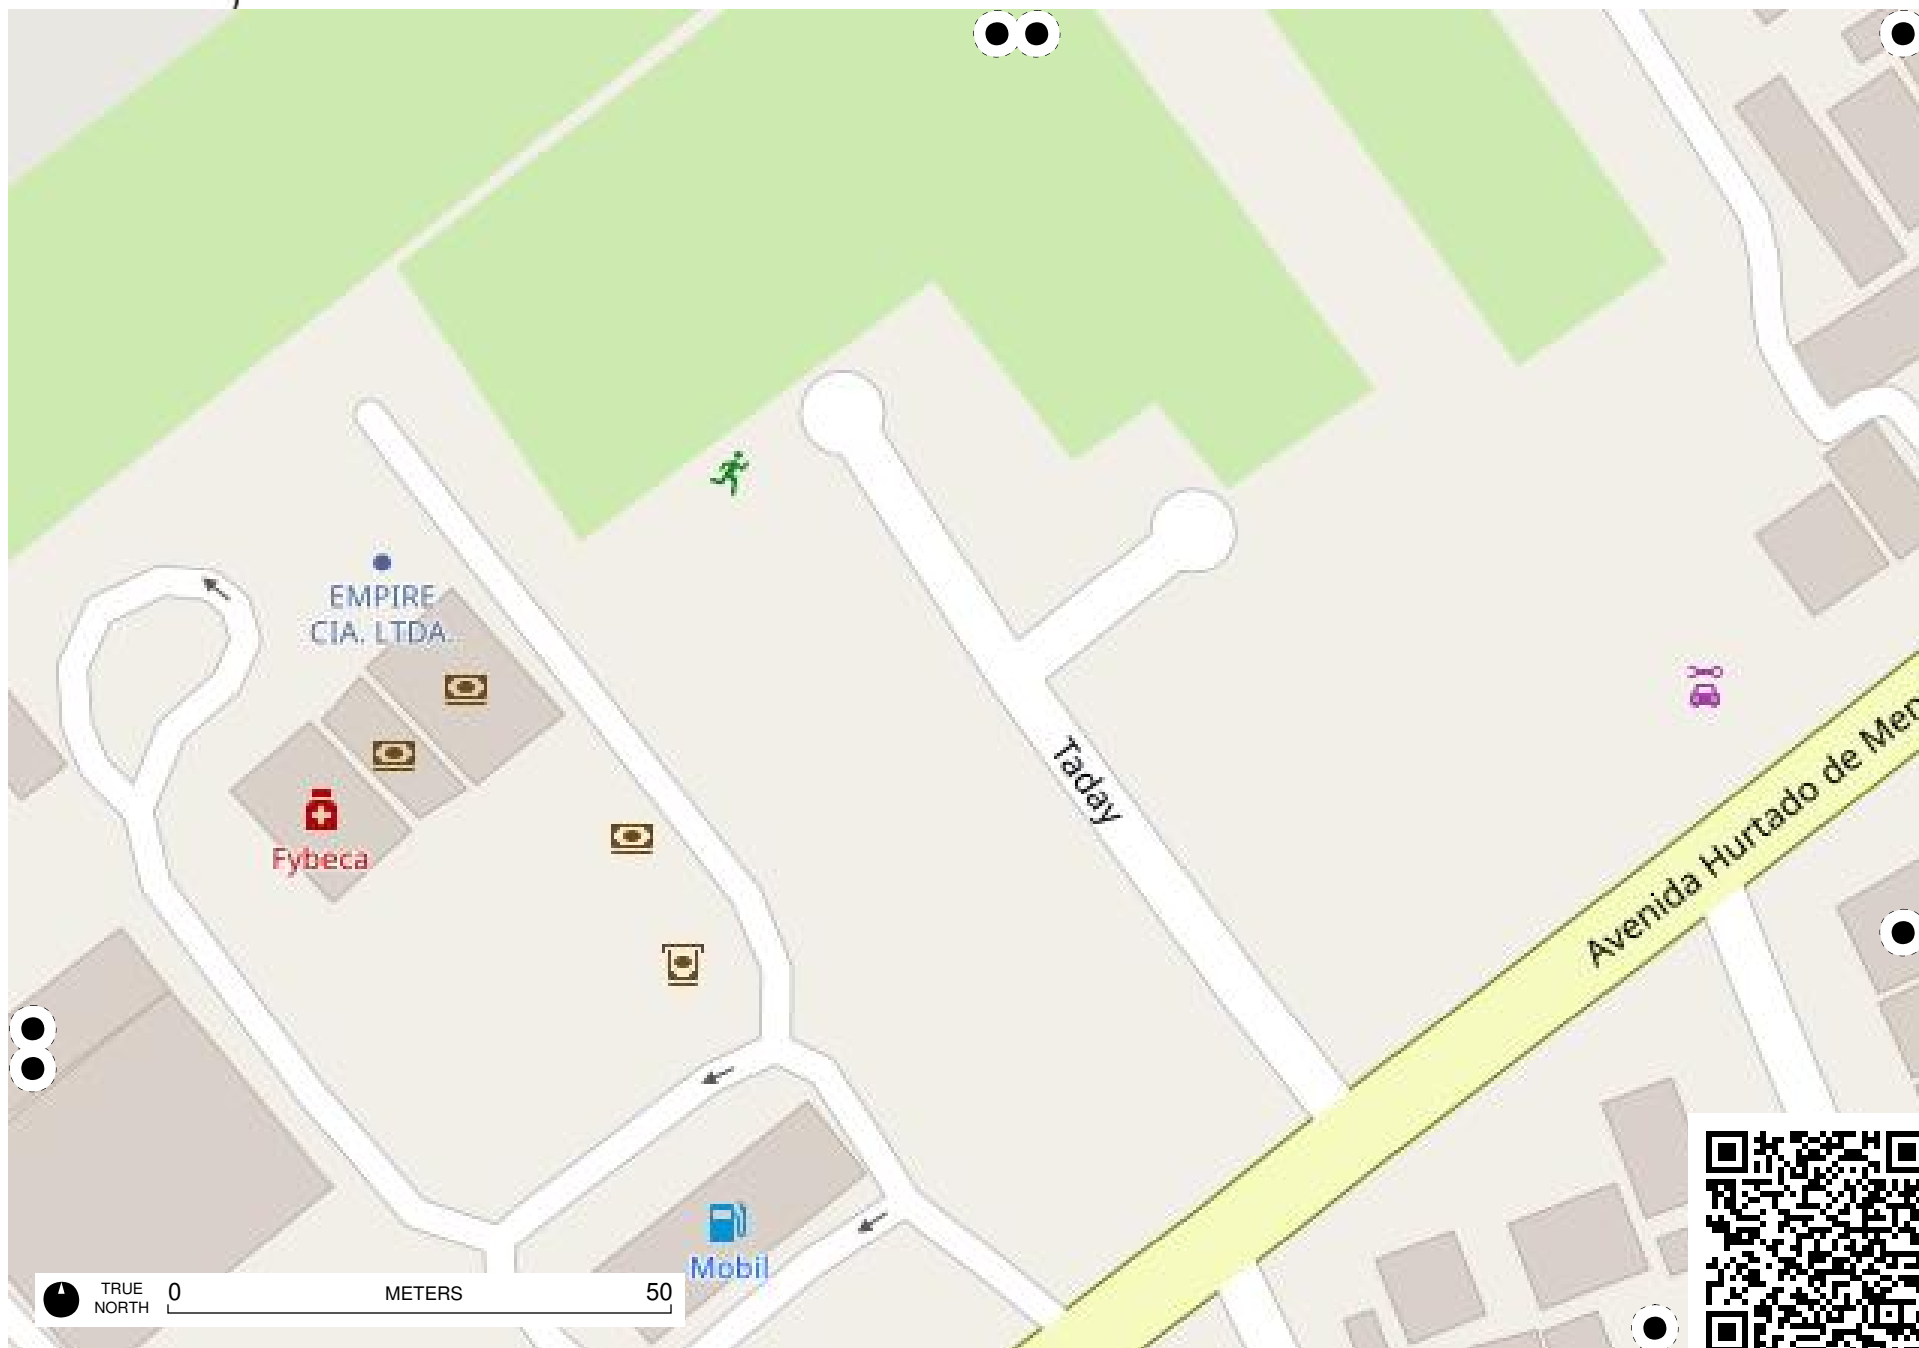 EMPIRE
CIA. LTDA.
Fybeca
Taday
Avenida Hurtado de Men
Mobil
TRUE
NORTH
0 METERS 50